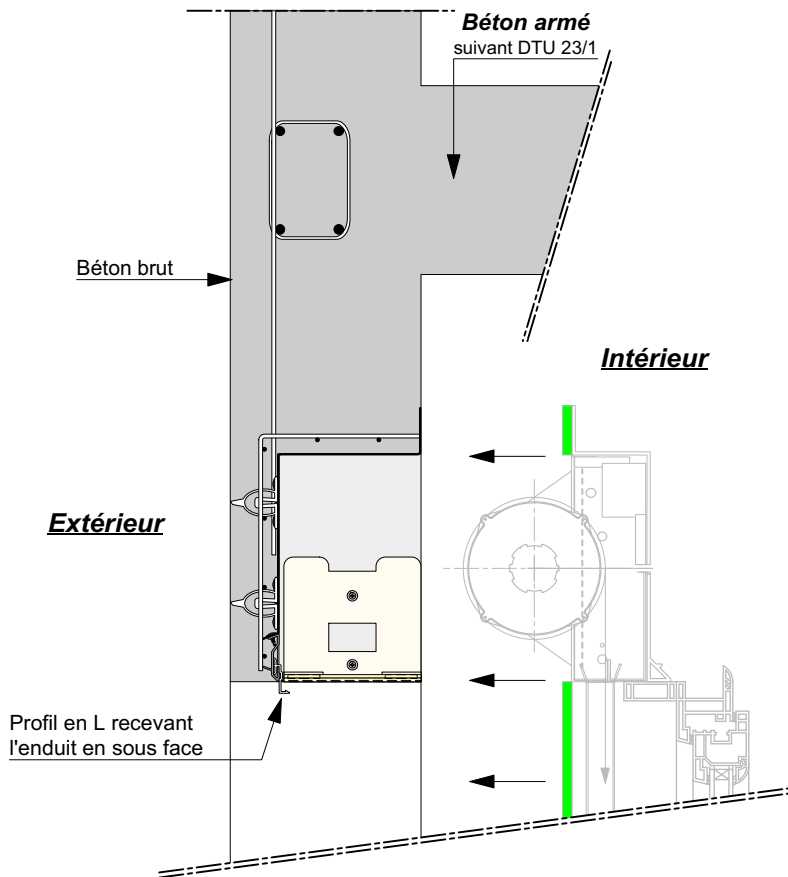 Béton armé
suivant DTU 23/1
Béton brut
Intérieur
Extérieur
Profil en L recevant
l'enduit en sous face